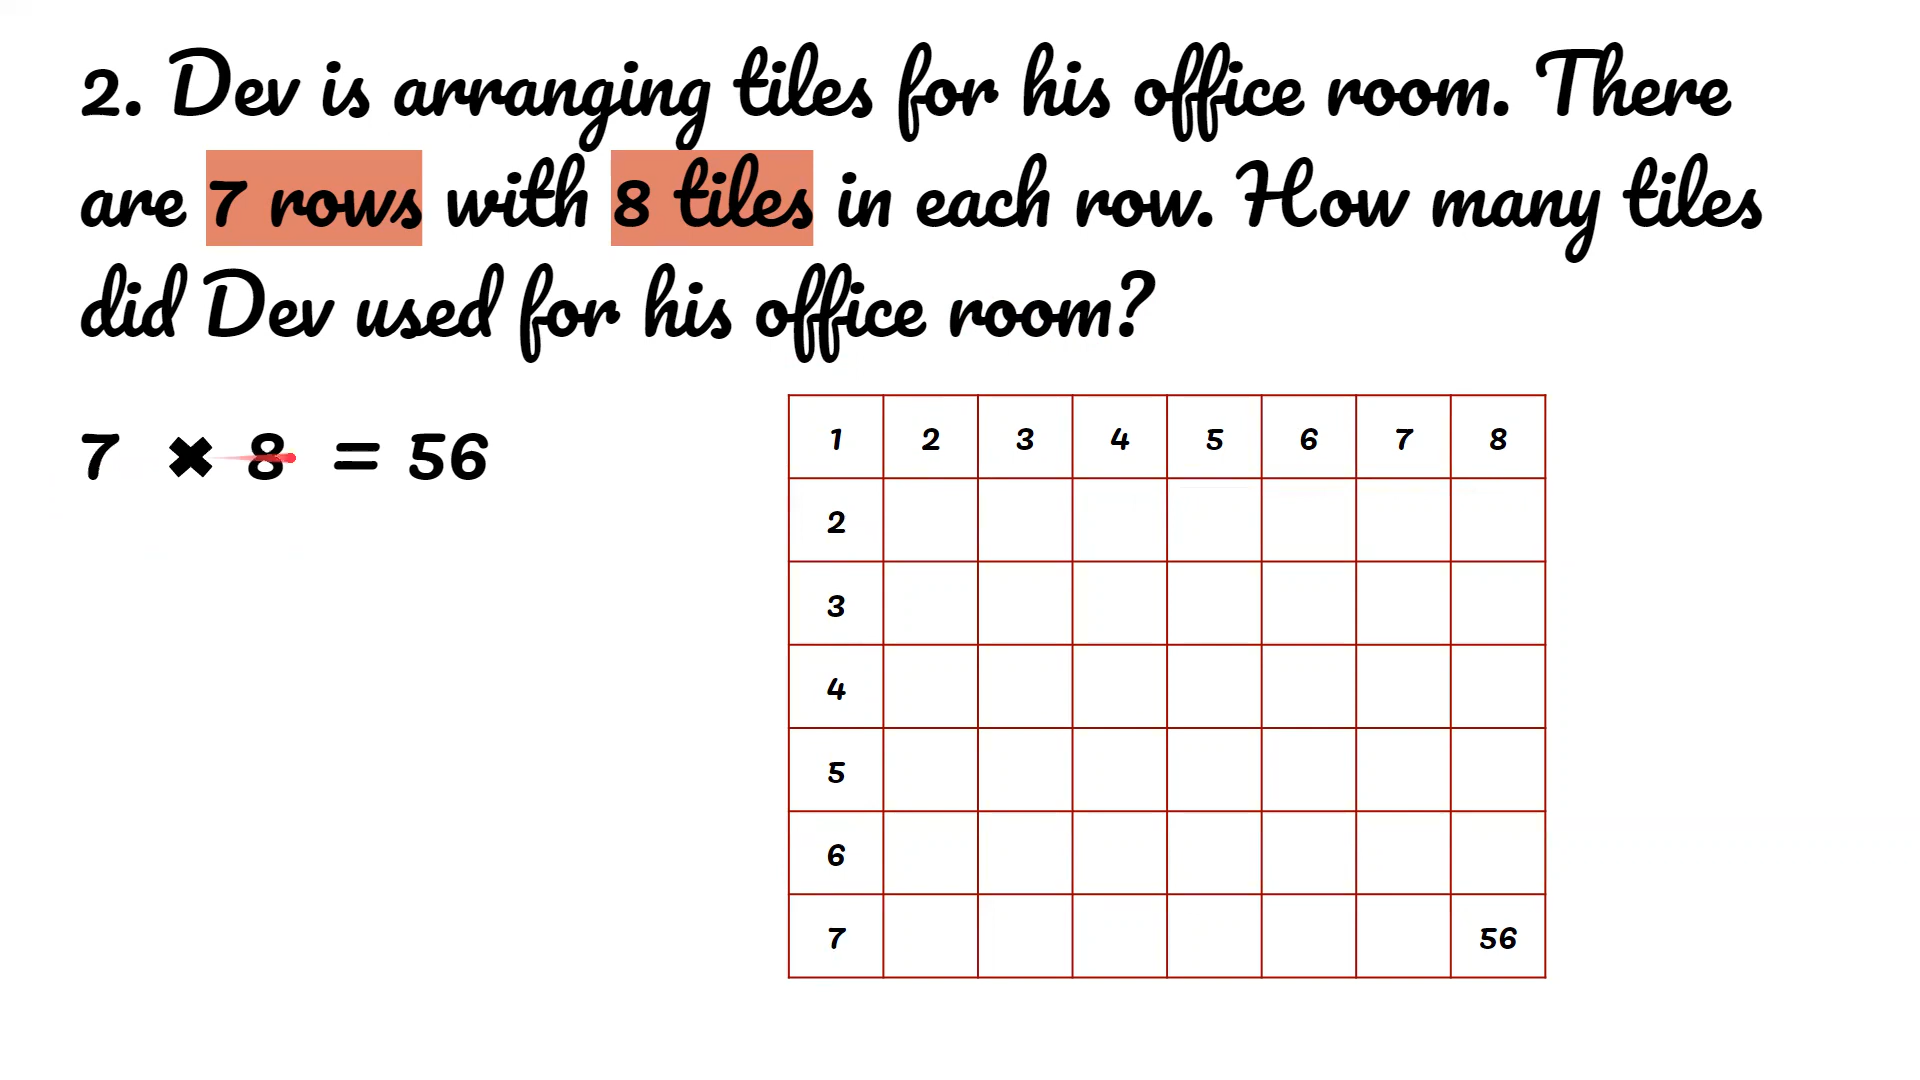 2. Dev is arranging tiles for his office room. There
are 7 rows with 8 tiles in each row. How many tiles
did Dev used for his office room?
7 ✖ 8 = 56
1 2 3 4 5 6 7 8
2
3
4
5
6
7 56